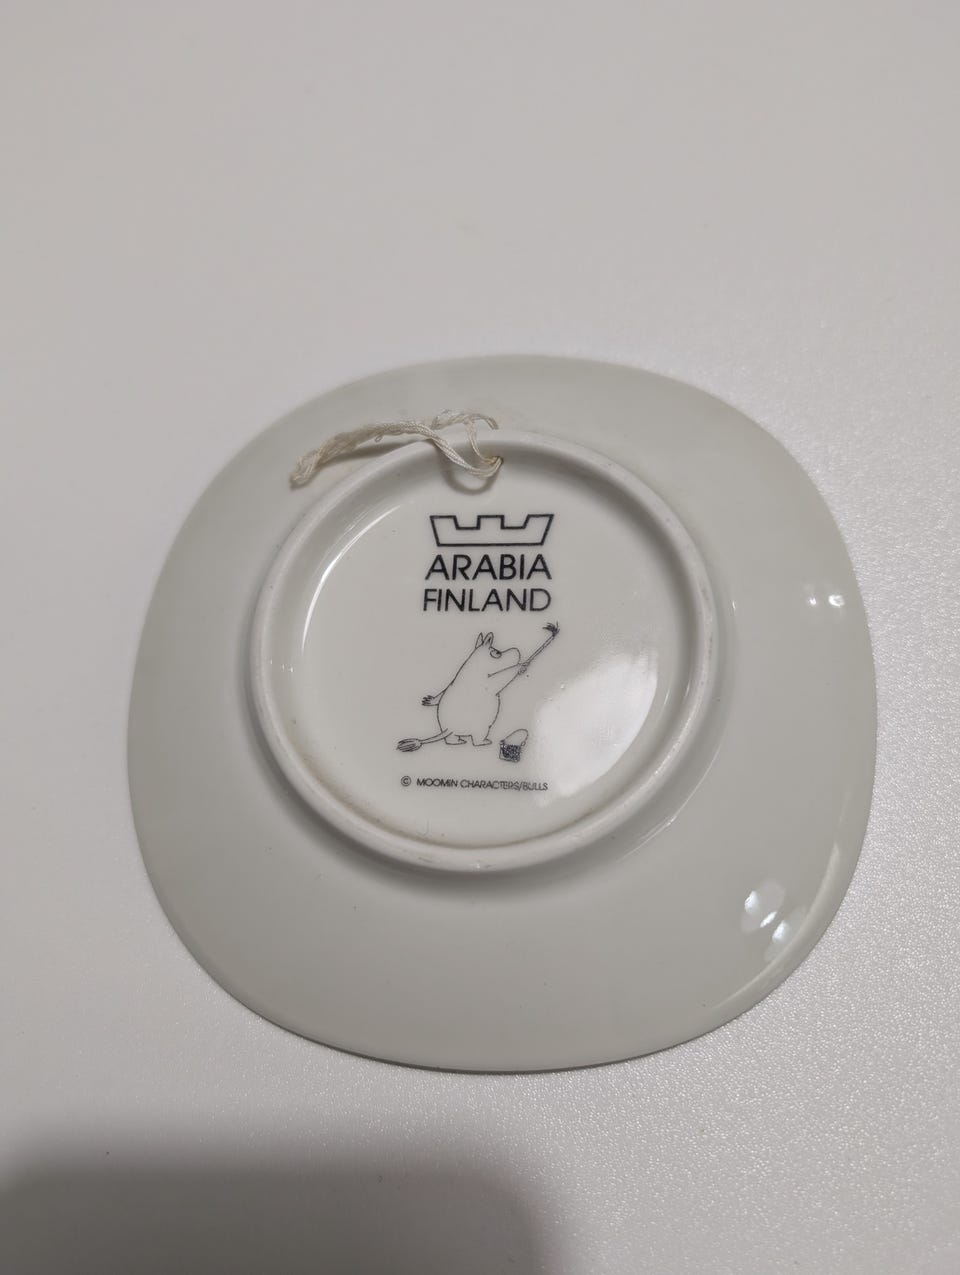 ARABIA
FINLAND
© MOOMIN CHARACTERS/BULLS